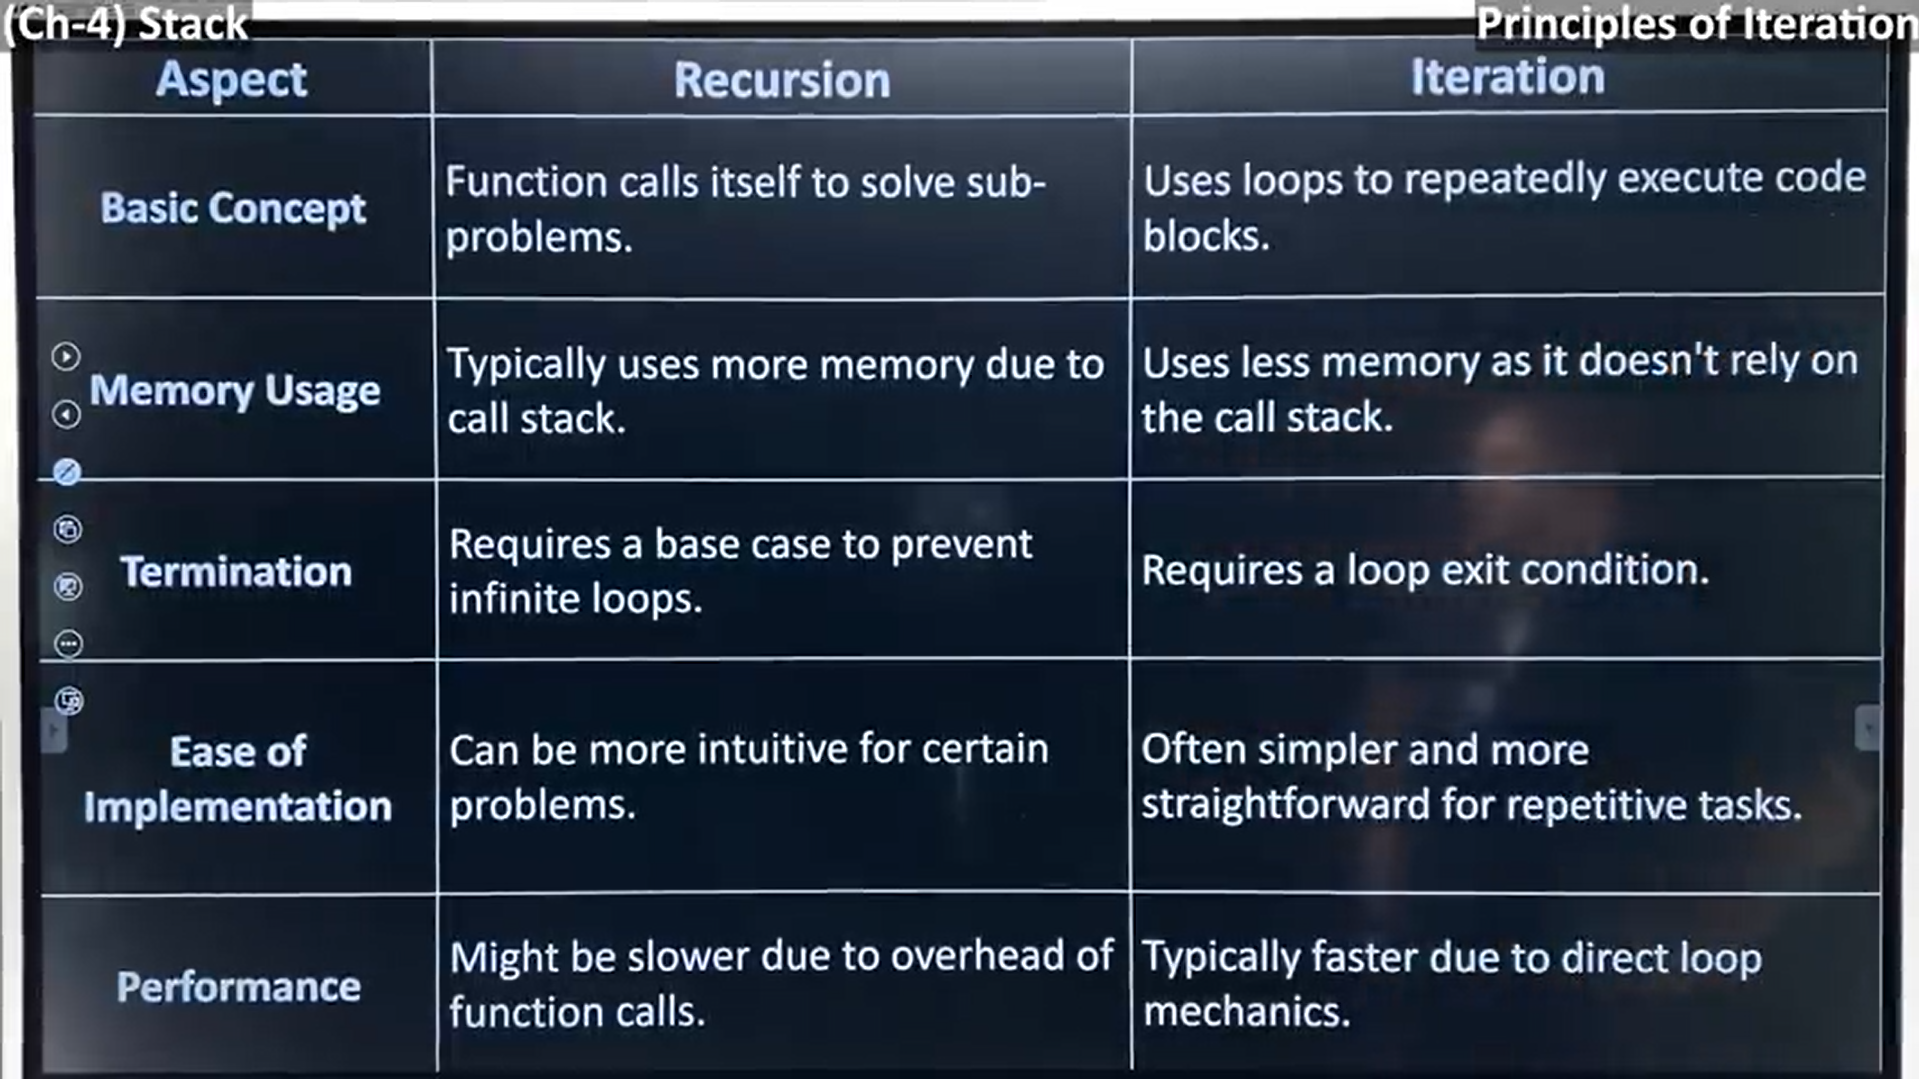 (Ch-4) Stack
Principles of Iteration
Aspect
Recursion
Iteration
Basic Concept
Function calls itself to solve sub-
problems.
Uses loops to repeatedly execute code
blocks.
Memory Usage
Typically uses more memory due to
call stack.
Uses less memory as it doesn't rely on
the call stack.
Termination
Requires a base case to prevent
infinite loops.
Requires a loop exit condition.
Ease of
Implementation
Can be more intuitive for certain
problems.
Often simpler and more
straightforward for repetitive tasks.
Performance
Might be slower due to overhead of
function calls.
Typically faster due to direct loop
mechanics.